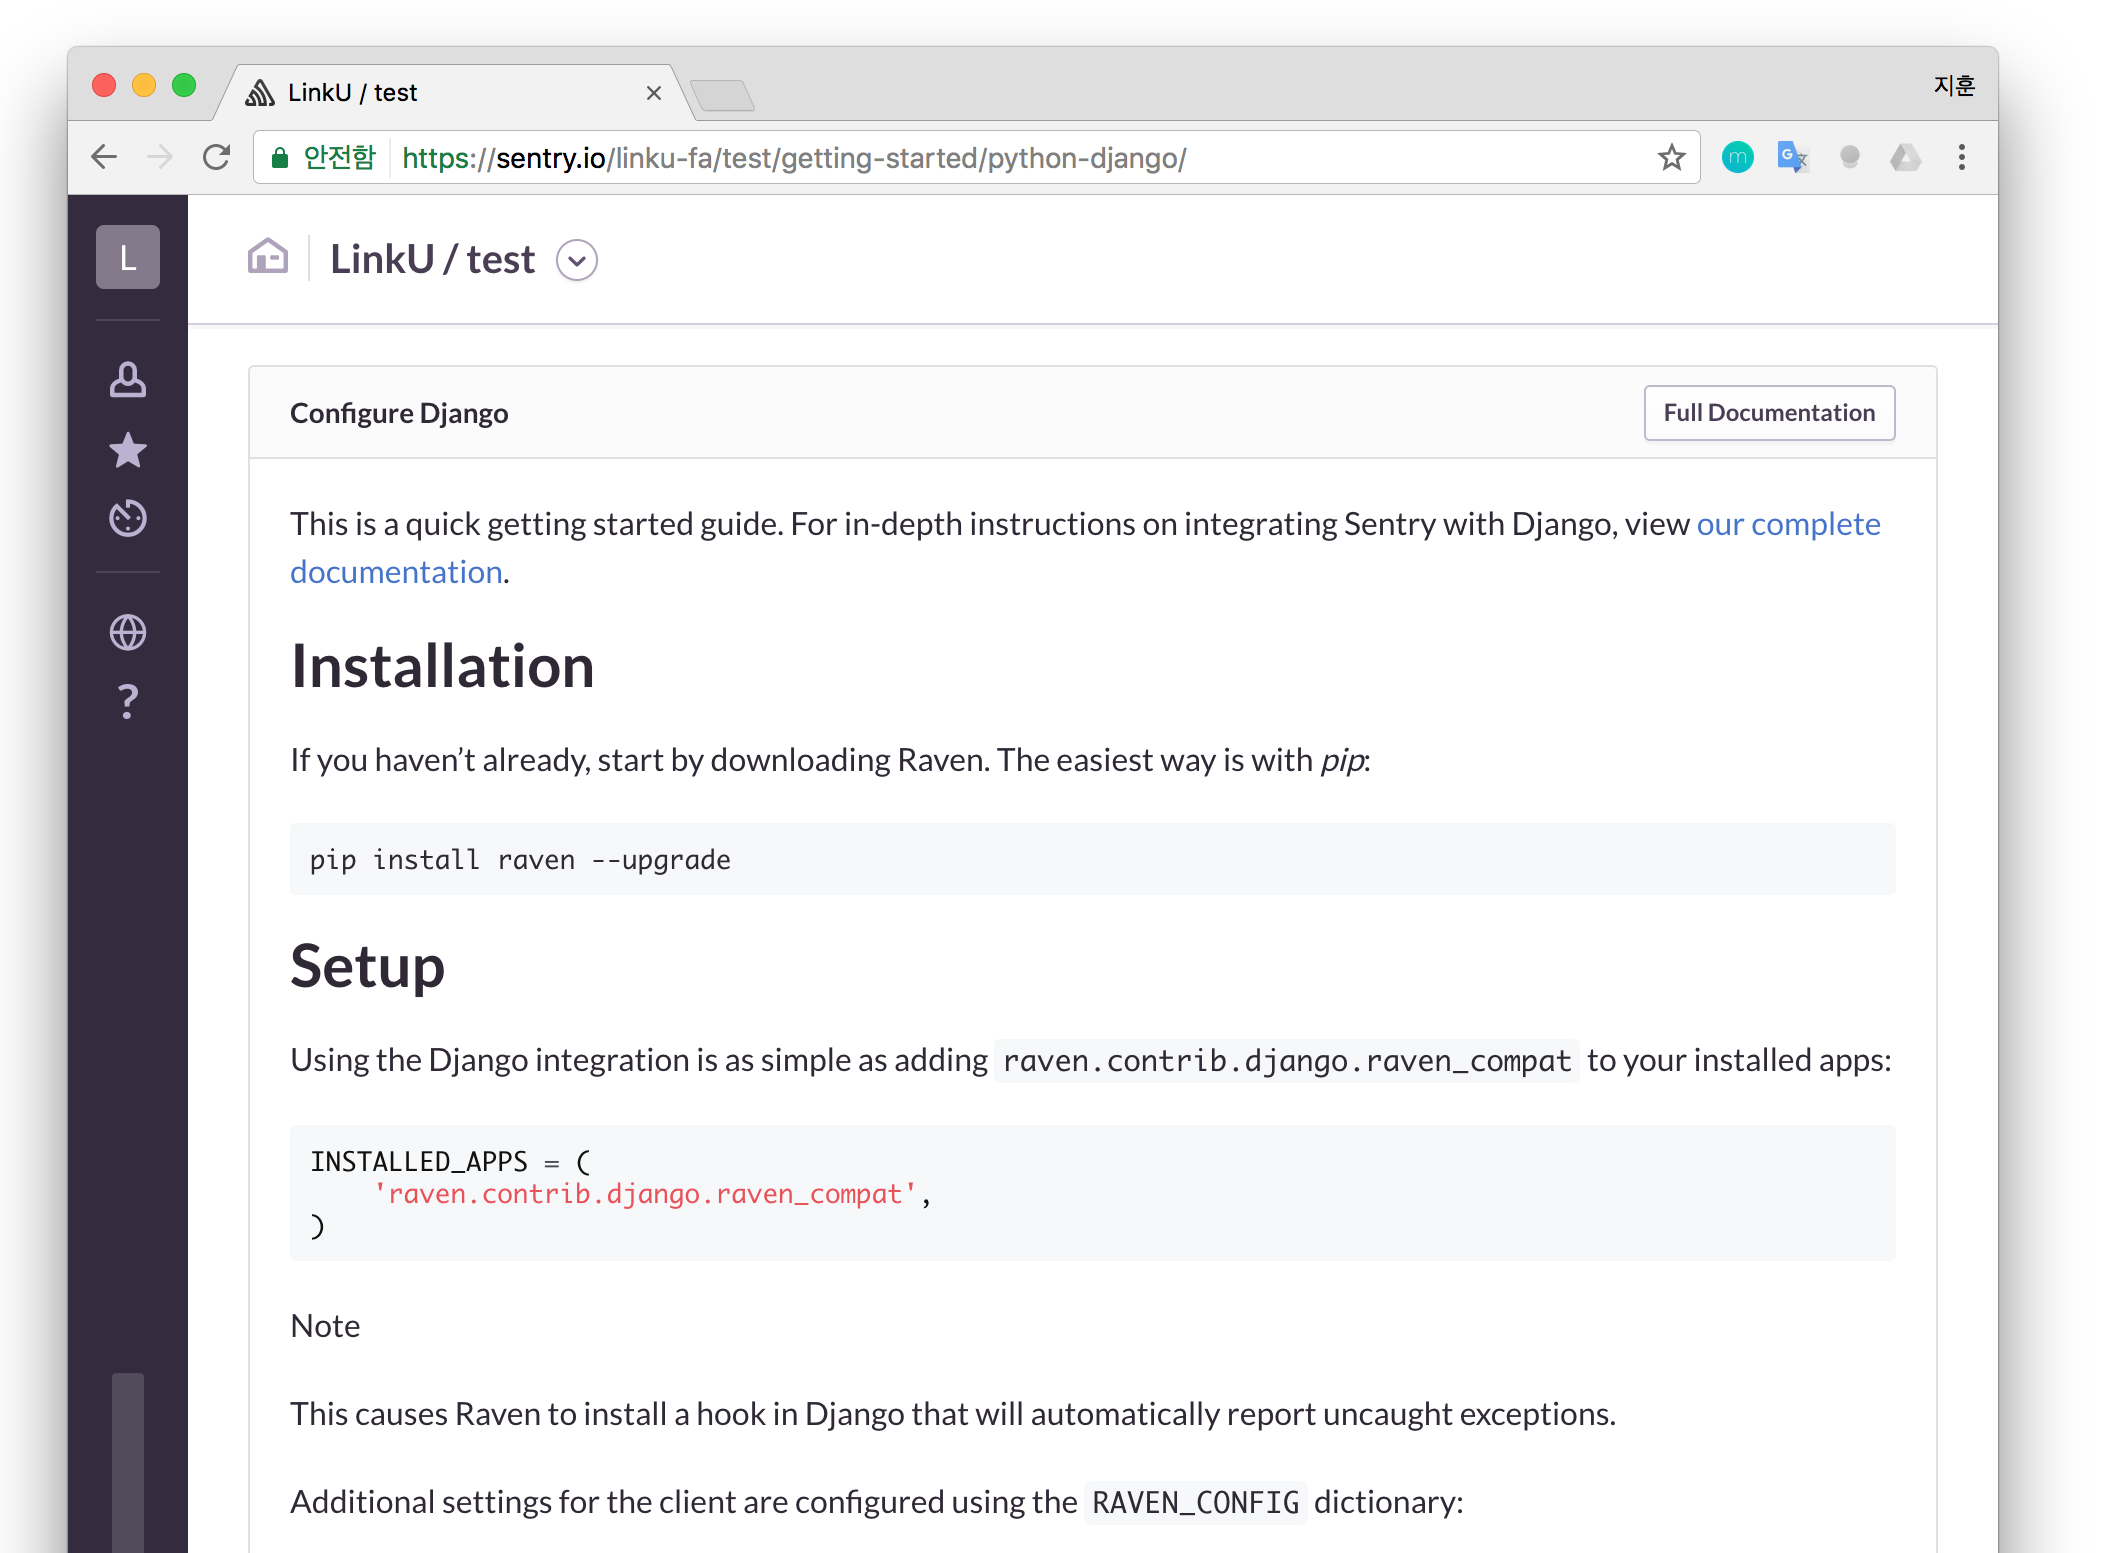 LinkU / test
지훈
안전함
https://sentry.io/linku-fa/test/getting-started/python-django/
m
G
L
LinkU / test
Configure Django
Full Documentation
This is a quick getting started guide. For in-depth instructions on integrating Sentry with Django, view our complete
documentation.
Installation
If you haven’t already, start by downloading Raven. The easiest way is with pip:
pip install raven --upgrade
Setup
Using the Django integration is as simple as adding raven.contrib.django.raven_compat to your installed apps:
INSTALLED_APPS = (
    'raven.contrib.django.raven_compat',
)
Note
This causes Raven to install a hook in Django that will automatically report uncaught exceptions.
Additional settings for the client are configured using the RAVEN_CONFIG dictionary:
?